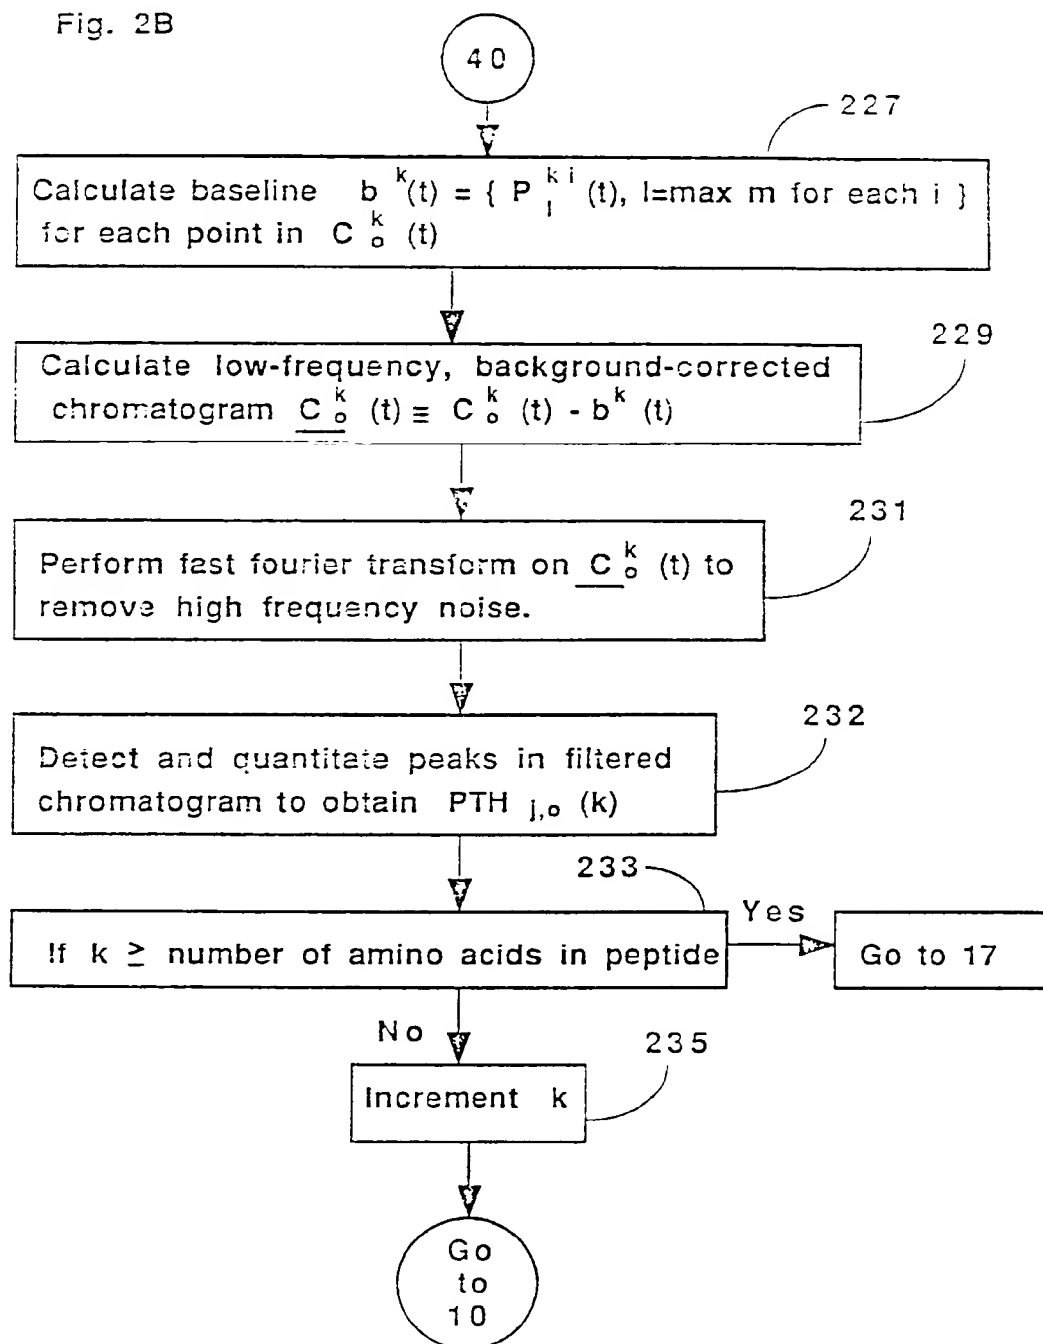 Fig. 2B
40
227
Calculate baseline b^k(t) = { P_l^{k i}(t), l=max m for each i }
for each point in C_o^k (t)
229
Calculate low-frequency, background-corrected
chromatogram C_o^k (t) ≡ C_o^k (t) - b^k (t)
231
Perform fast fourier transform on C_o^k (t) to
remove high frequency noise.
232
Detect and quantitate peaks in filtered
chromatogram to obtain PTH j,o (k)
233
If k ≥ number of amino acids in peptide
Yes
Go to 17
No
235
Increment k
Go
to
10